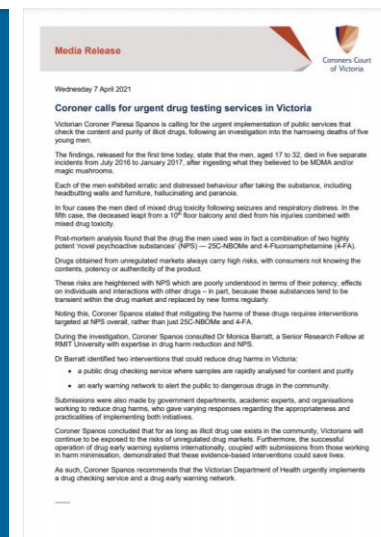 Media Release
Coroners Court
of Victoria
Wednesday 7 April 2021
Coroner calls for urgent drug testing services in Victoria
Victorian Coroner Paresa Spanos is calling for the urgent implementation of public services that
check the content and purity of illicit drugs, following an investigation into the harrowing deaths of five
young men.
The findings, released for the first time today, state that the men, aged 17 to 32, died in five separate
incidents from July 2016 to January 2017, after ingesting what they believed to be MDMA and/or
magic mushrooms.
Each of the men exhibited erratic and distressed behaviour after taking the substance, including
headbutting walls and furniture, hallucinating and paranoia.
In four cases the men died of mixed drug toxicity following seizures and respiratory distress. In the
fifth case, the deceased leapt from a 10th floor balcony and died from his injuries combined with
mixed drug toxicity.
Post-mortem analysis found that the drug the men used was in fact a combination of two highly
potent 'novel psychoactive substances' (NPS) — 25C-NBOMe and 4-Fluoroamphetamine (4-FA).
Drugs obtained from unregulated markets always carry high risks, with consumers not knowing the
contents, potency or authenticity of the product.
These risks are heightened with NPS which are poorly understood in terms of their potency, effects
on individuals and interactions with other drugs – in part, because these substances tend to be
transient within the drug market and replaced by new forms regularly.
Noting this, Coroner Spanos stated that mitigating the harms of these drugs requires interventions
targeted at NPS overall, rather than just 25C-NBOMe and 4-FA.
During the investigation, Coroner Spanos consulted Dr Monica Barratt, a Senior Research Fellow at
RMIT University with expertise in drug harm reduction and NPS.
Dr Barratt identified two interventions that could reduce drug harms in Victoria:
• a public drug checking service where samples are rapidly analysed for content and purity
• an early warning network to alert the public to dangerous drugs in the community.
Submissions were also made by government departments, academic experts, and organisations
working to reduce drug harms, who gave varying responses regarding the appropriateness and
practicalities of implementing both initiatives.
Coroner Spanos concluded that for as long as illicit drug use exists in the community, Victorians will
continue to be exposed to the risks of unregulated drug markets. Furthermore, the successful
operation of drug early warning systems internationally, coupled with submissions from those working
in harm minimisation, demonstrated that these evidence-based interventions could save lives.
As such, Coroner Spanos recommends that the Victorian Department of Health urgently implements
a drug checking service and a drug early warning network.